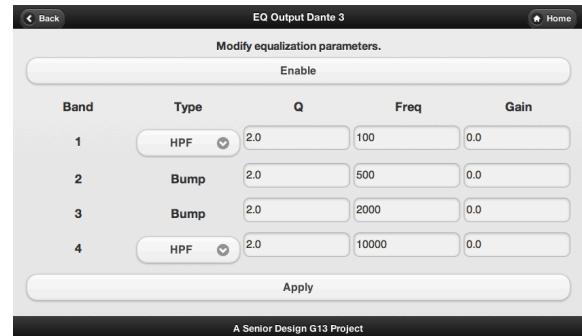 Back EQ Output Dante 3 Home
Modify equalization parameters.
Enable
Band Type Q Freq Gain
1 HPF 2.0 100 0.0
2 Bump 2.0 500 0.0
3 Bump 2.0 2000 0.0
4 HPF 2.0 10000 0.0
Apply
A Senior Design G13 Project